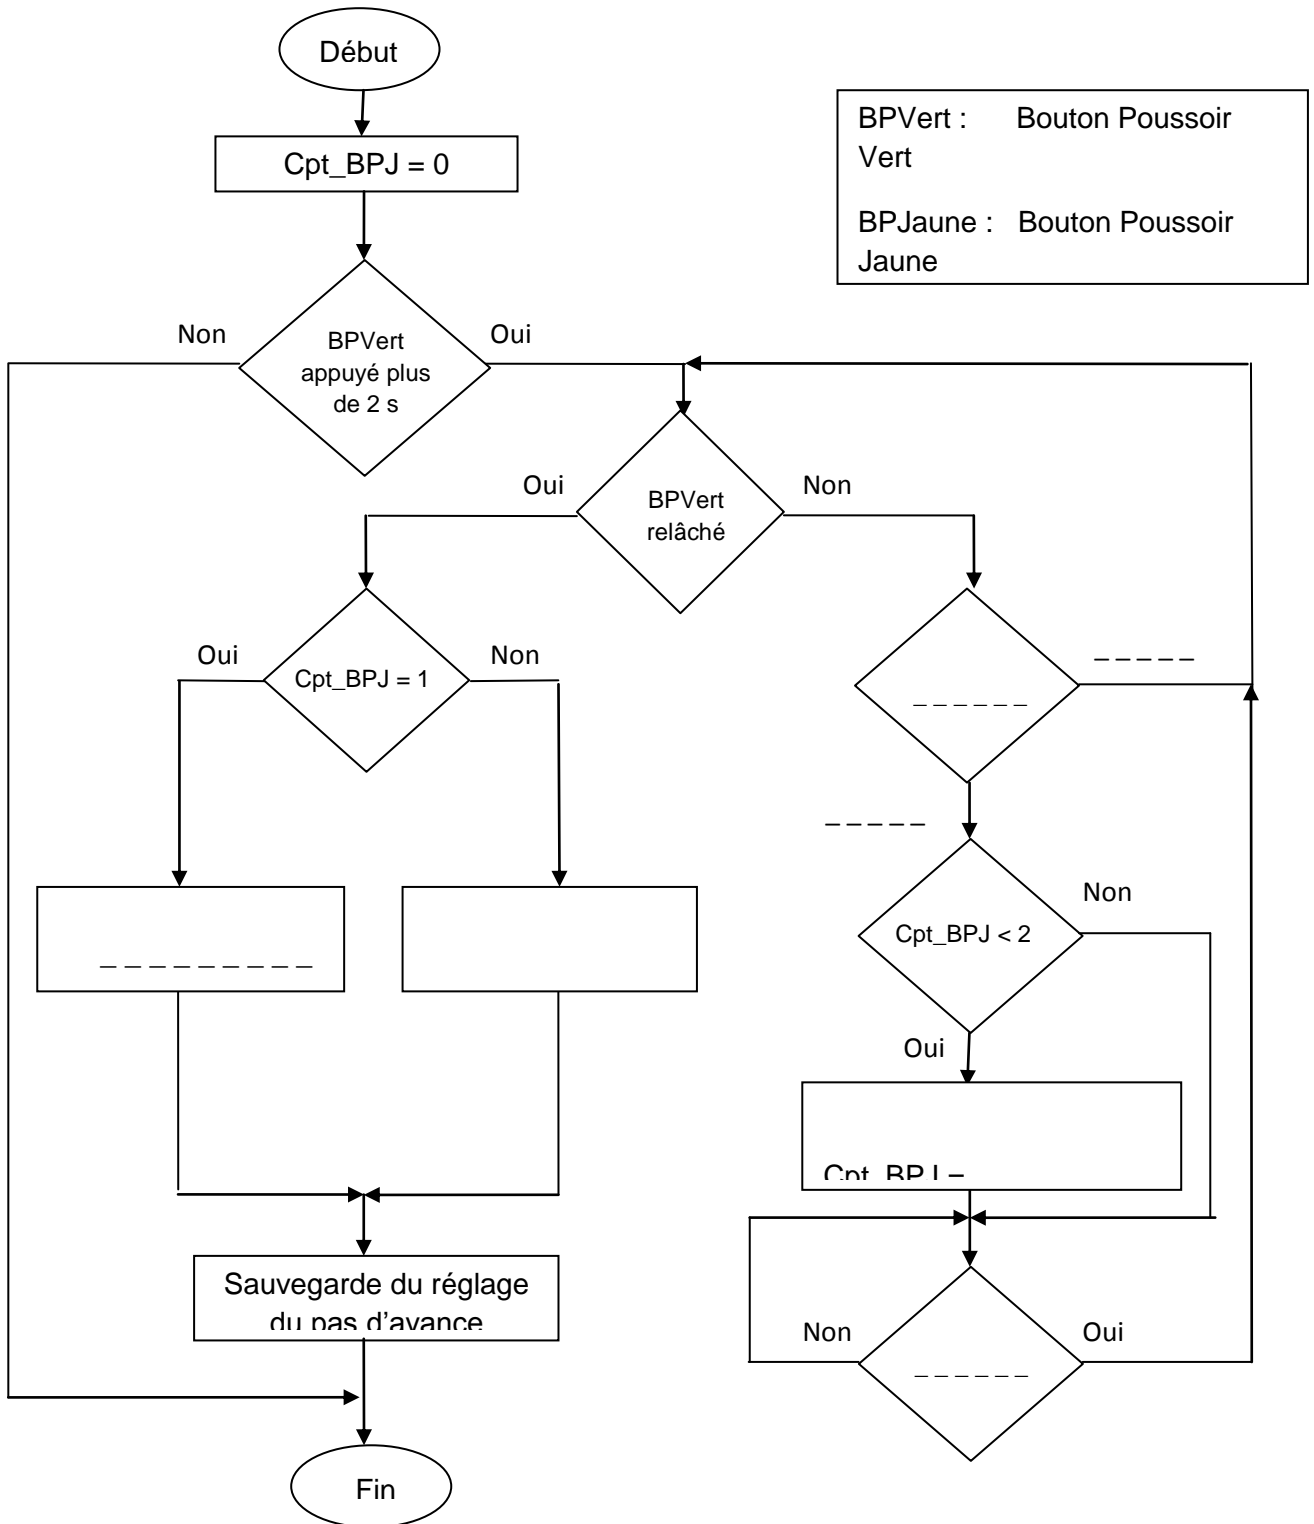 Début
Cpt_BPJ = 0
BPVert : Bouton Poussoir
Vert
BPJaune : Bouton Poussoir
Jaune
Non
Oui
BPVert
appuyé plus
de 2 s
Oui
Non
BPVert
relâché
Oui
Non
Cpt_BPJ = 1
_ _ _ _ _
_ _ _ _ _ _
_ _ _ _ _
Non
Cpt_BPJ < 2
_ _ _ _ _ _ _ _ _
Oui
Cpt_BPJ =
Sauvegarde du réglage
du pas d'avance
Non
Oui
_ _ _ _ _ _
Fin